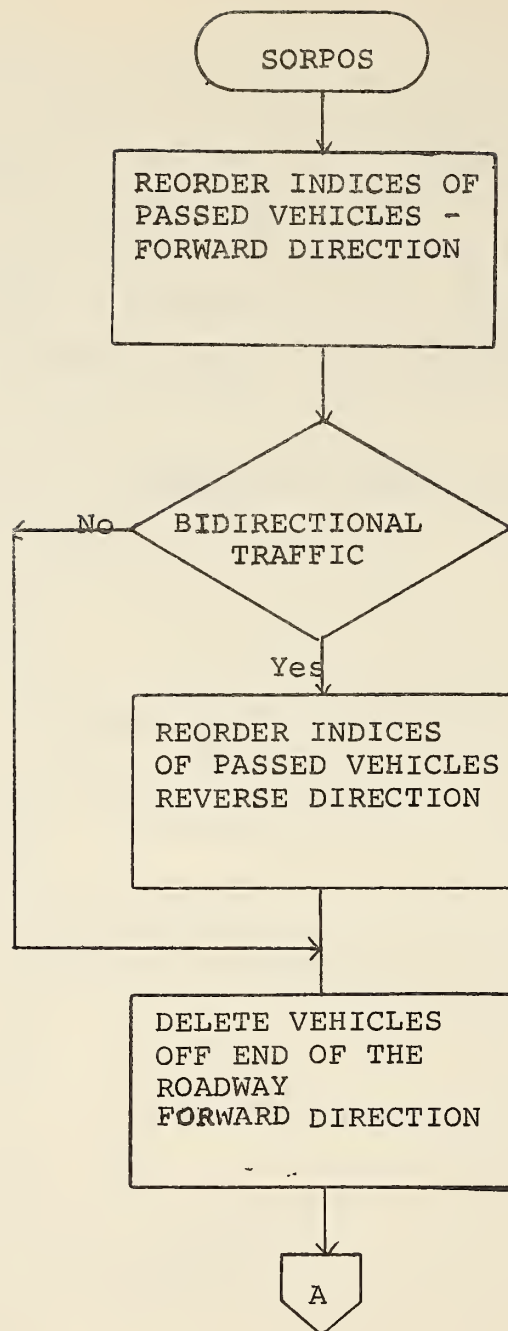 SORPOS
REORDER INDICES OF
PASSED VEHICLES -
FORWARD DIRECTION
No
BIDIRECTIONAL
TRAFFIC
Yes
REORDER INDICES
OF PASSED VEHICLES
REVERSE DIRECTION
DELETE VEHICLES
OFF END OF THE
ROADWAY
FORWARD DIRECTION
A